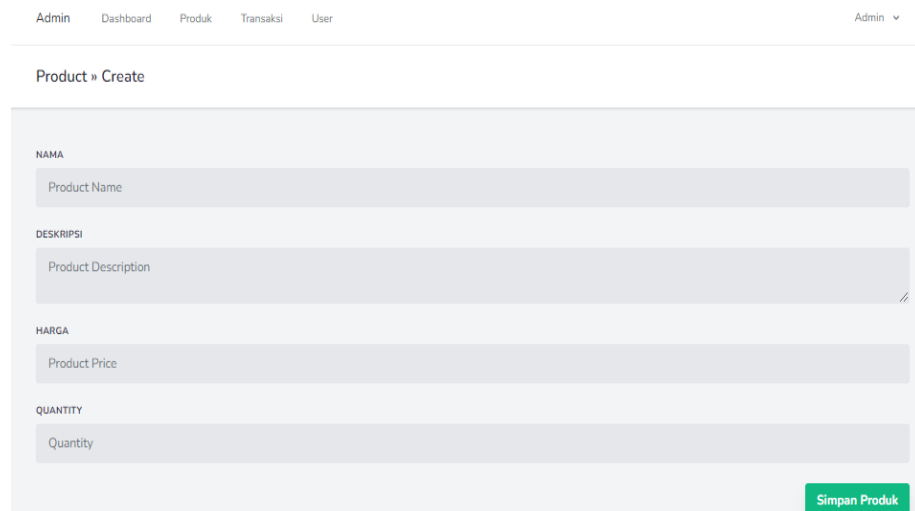 Admin Dashboard Produk Transaksi User Admin
Product » Create
NAMA
Product Name
DESKRIPSI
Product Description
HARGA
Product Price
QUANTITY
Quantity
Simpan Produk